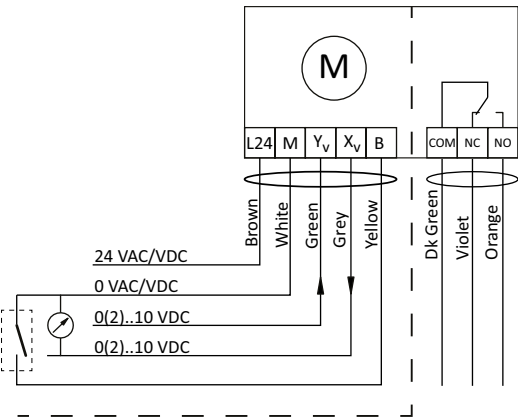 M
L24 M Yv Xv B COM NC NO
Brown White Green Grey Yellow Dk Green Violet Orange
24 VAC/VDC
0 VAC/VDC
0(2)..10 VDC
0(2)..10 VDC